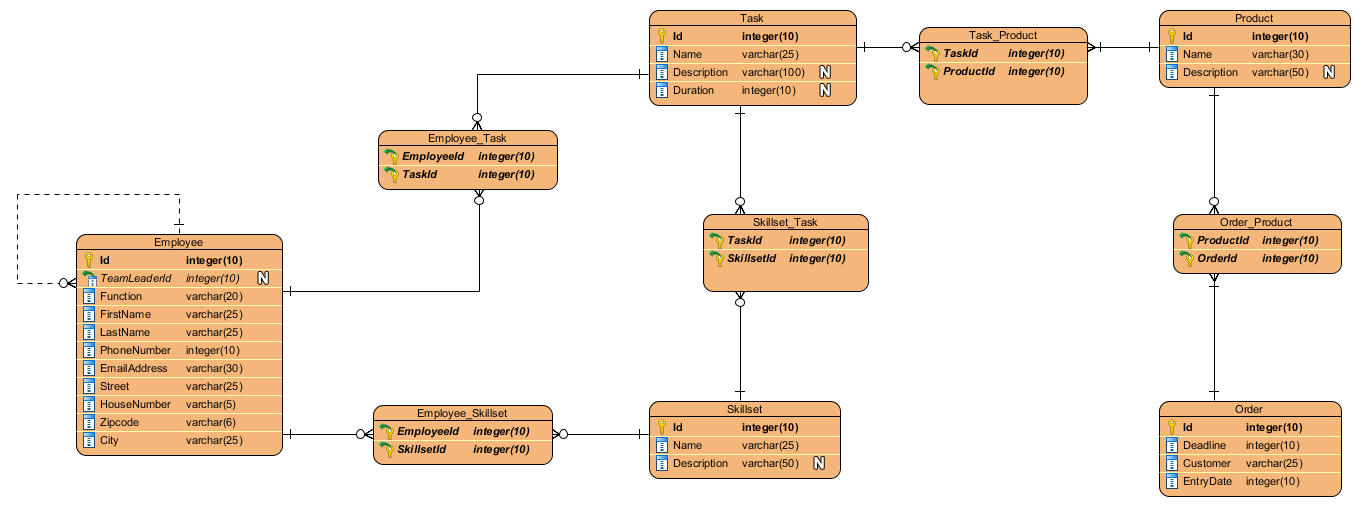 Task
Id integer(10)
Name varchar(25)
Description varchar(100) N
Duration integer(10) N
Task_Product
TaskId integer(10)
ProductId integer(10)
Product
Id integer(10)
Name varchar(30)
Description varchar(50) N
Employee_Task
EmployeeId integer(10)
TaskId integer(10)
Skillset_Task
TaskId integer(10)
SkillsetId integer(10)
Order_Product
ProductId integer(10)
OrderId integer(10)
Employee
Id integer(10)
TeamLeaderId integer(10) N
Function varchar(20)
FirstName varchar(25)
LastName varchar(25)
PhoneNumber integer(10)
EmailAddress varchar(30)
Street varchar(25)
HouseNumber varchar(5)
Zipcode varchar(6)
City varchar(25)
Employee_Skillset
EmployeeId integer(10)
SkillsetId integer(10)
Skillset
Id integer(10)
Name varchar(25)
Description varchar(50) N
Order
Id integer(10)
Deadline integer(10)
Customer varchar(25)
EntryDate integer(10)